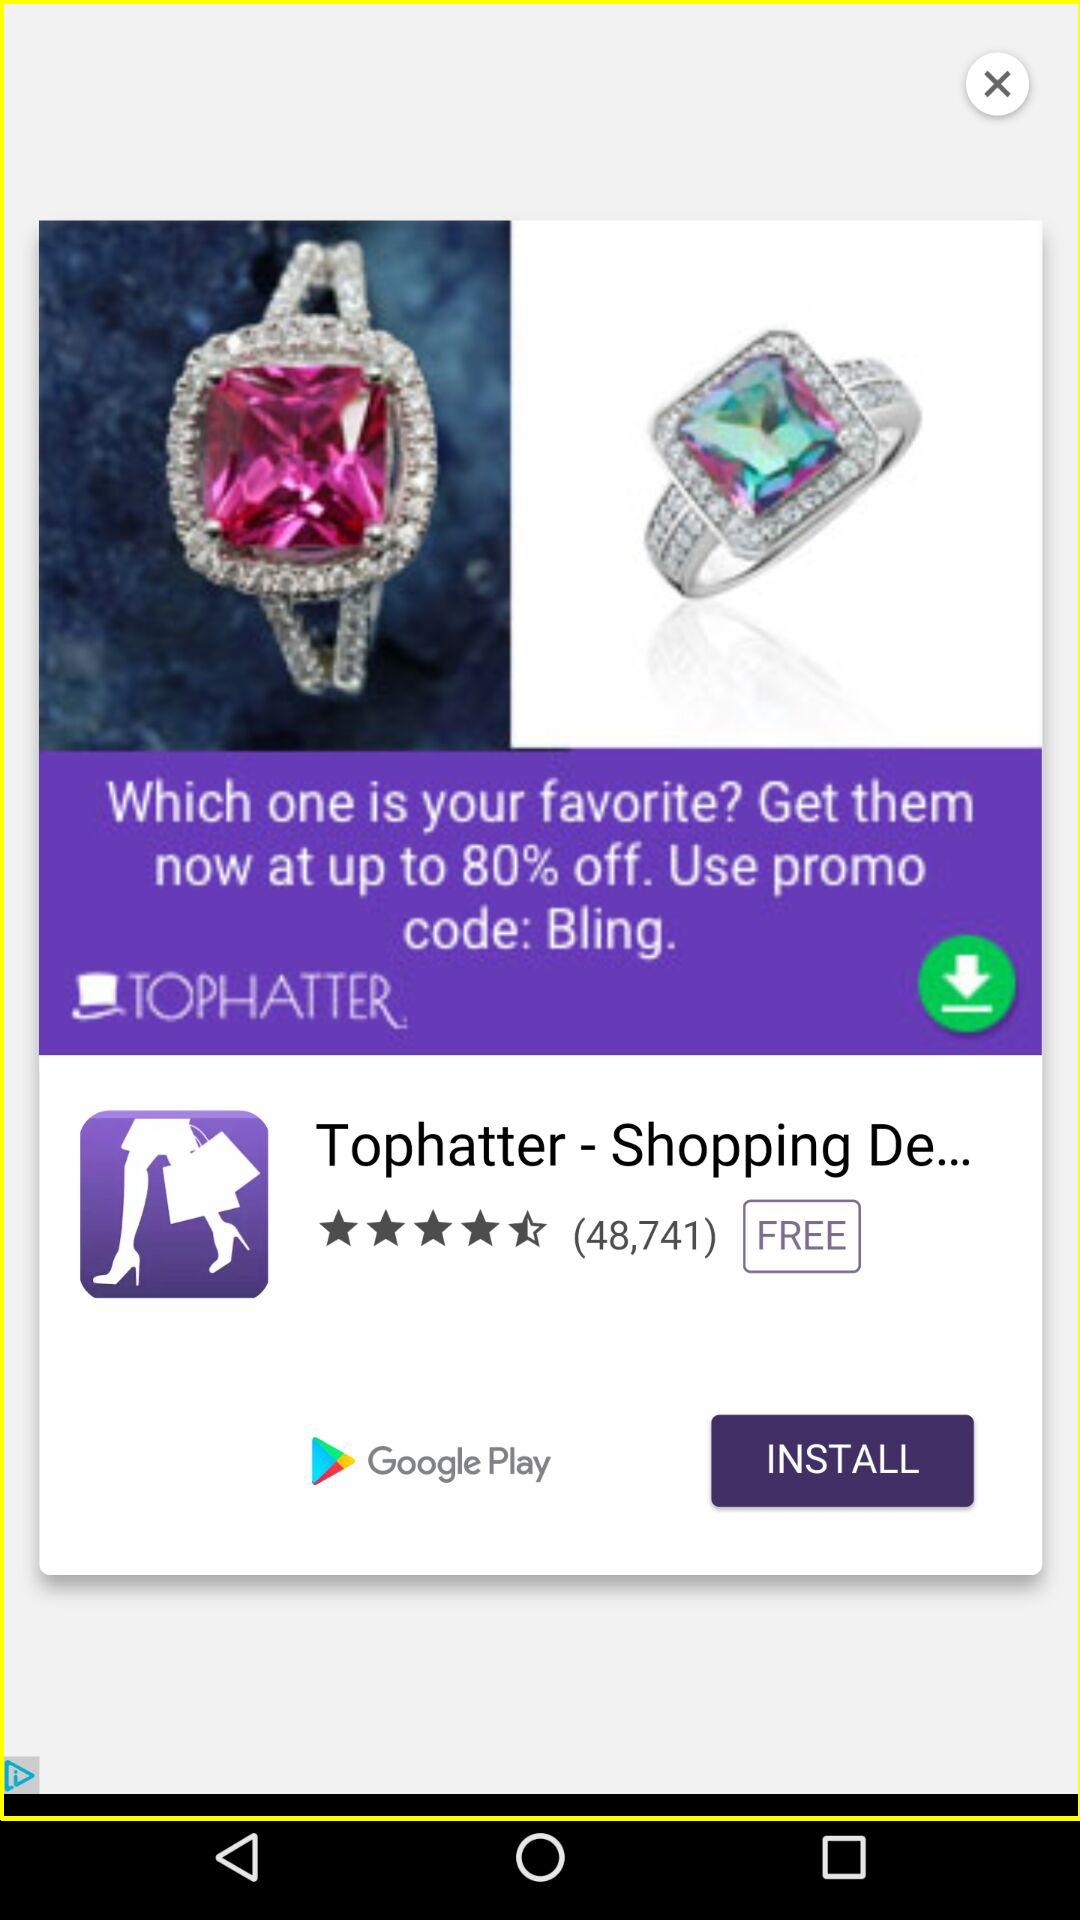 Which one is your favorite? Get them
now at up to 80% off. Use promo
code: Bling.
TOPHATTER
Tophatter - Shopping De...
(48,741) FREE
Google Play
INSTALL